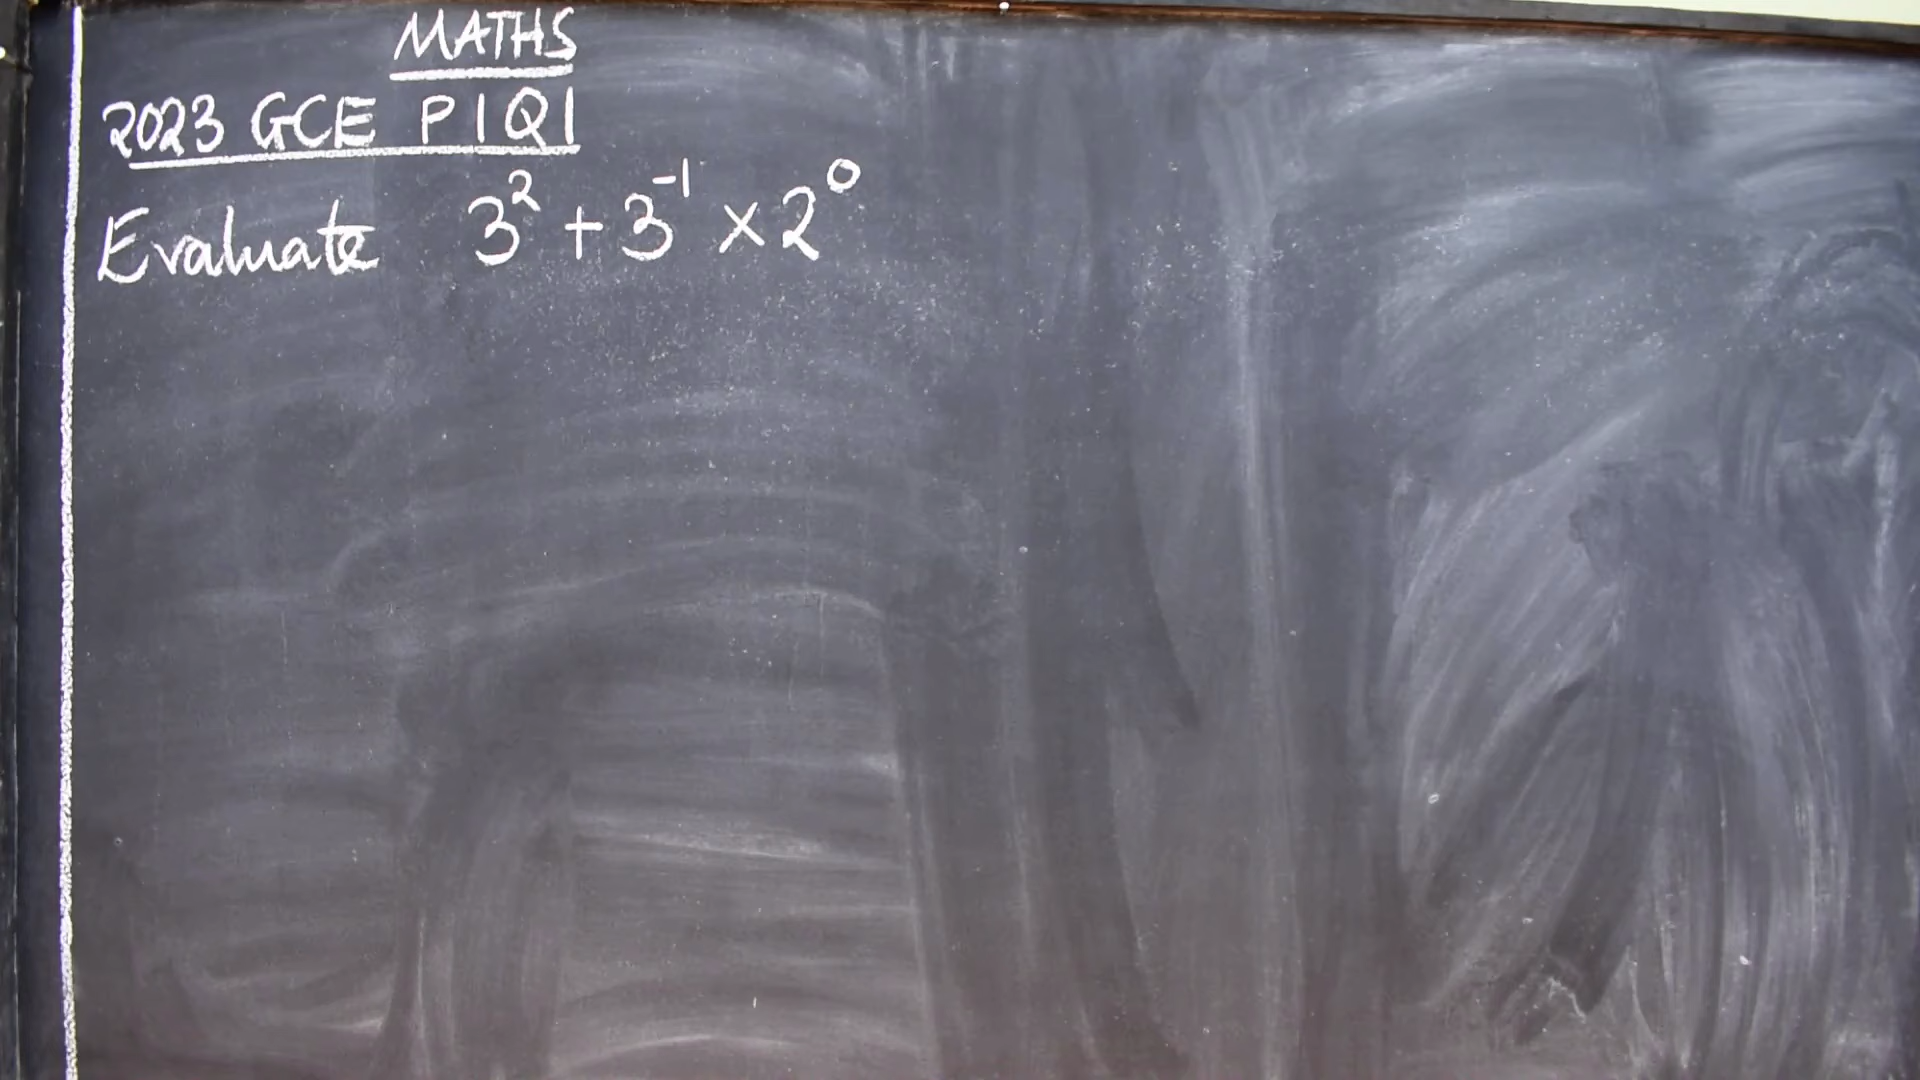 MATHS
2023 GCE P1Q1
Evaluate 3² + 3⁻¹ × 2⁰